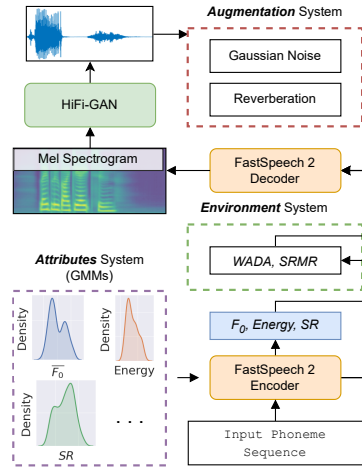 Augmentation System
Gaussian Noise
Reverberation
HiFi-GAN
Mel Spectrogram
FastSpeech 2
Decoder
Environment System
WADA, SRMR
Attributes System
(GMMs)
Density
F0
Density
Energy
Density
SR
. . .
F0, Energy, SR
FastSpeech 2
Encoder
Input Phoneme
Sequence